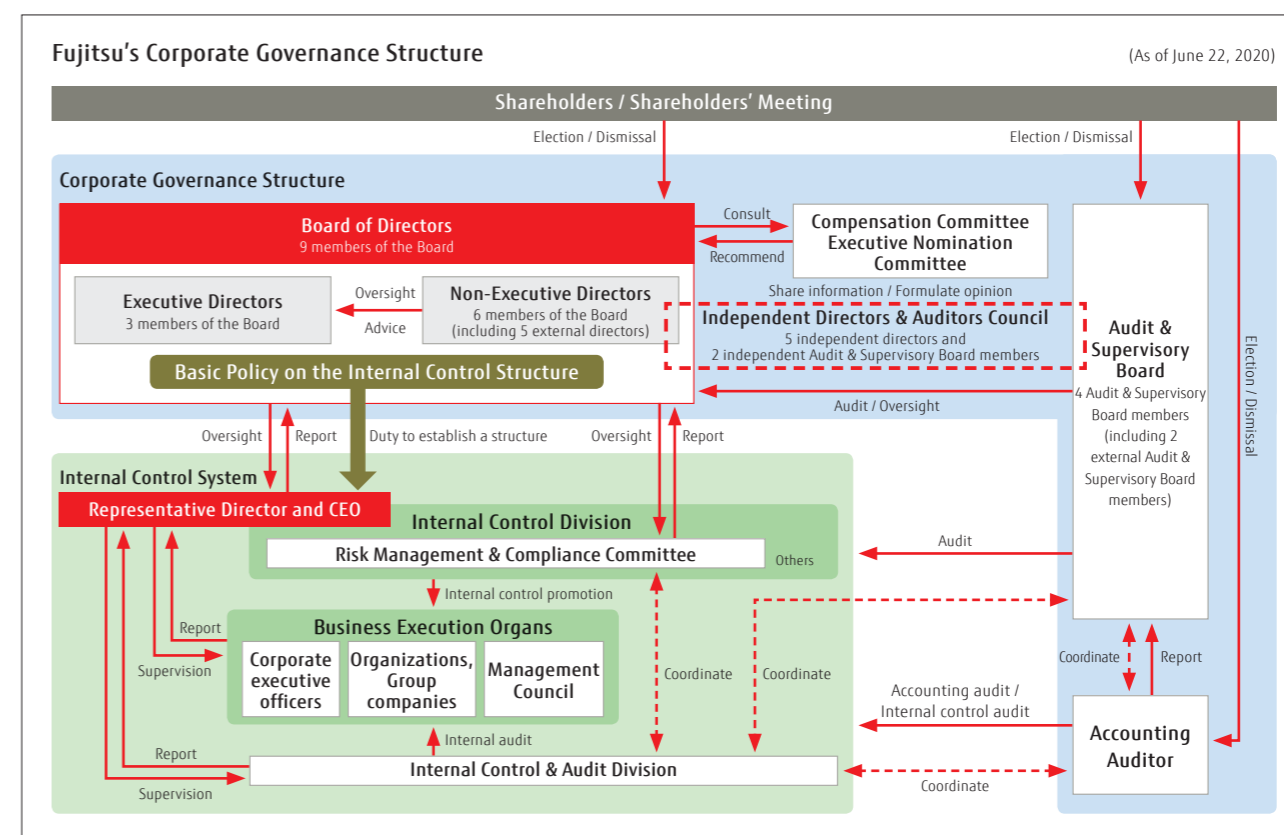 Fujitsu's Corporate Governance Structure
(As of June 22, 2020)
Shareholders / Shareholders' Meeting
Election / Dismissal
Election / Dismissal
Corporate Governance Structure
Board of Directors
9 members of the Board
Consult
Recommend
Compensation Committee
Executive Nomination
Committee
Executive Directors
3 members of the Board
Oversight
Advice
Non-Executive Directors
6 members of the Board
(including 5 external directors)
Share information / Formulate opinion
Independent Directors & Auditors Council
5 independent directors and
2 independent Audit & Supervisory Board members
Audit &
Supervisory
Board
4 Audit & Supervisory
Board members
(including 2
external Audit &
Supervisory Board
members)
Election / Dismissal
Basic Policy on the Internal Control Structure
Audit / Oversight
Oversight
Report
Duty to establish a structure
Oversight
Report
Internal Control System
Representative Director and CEO
Internal Control Division
Risk Management & Compliance Committee
Others
Audit
Internal control promotion
Report
Supervision
Business Execution Organs
Corporate
executive
officers
Organizations,
Group
companies
Management
Council
Coordinate
Coordinate
Coordinate
Report
Accounting audit /
Internal control audit
Accounting
Auditor
Internal audit
Report
Supervision
Internal Control & Audit Division
Coordinate